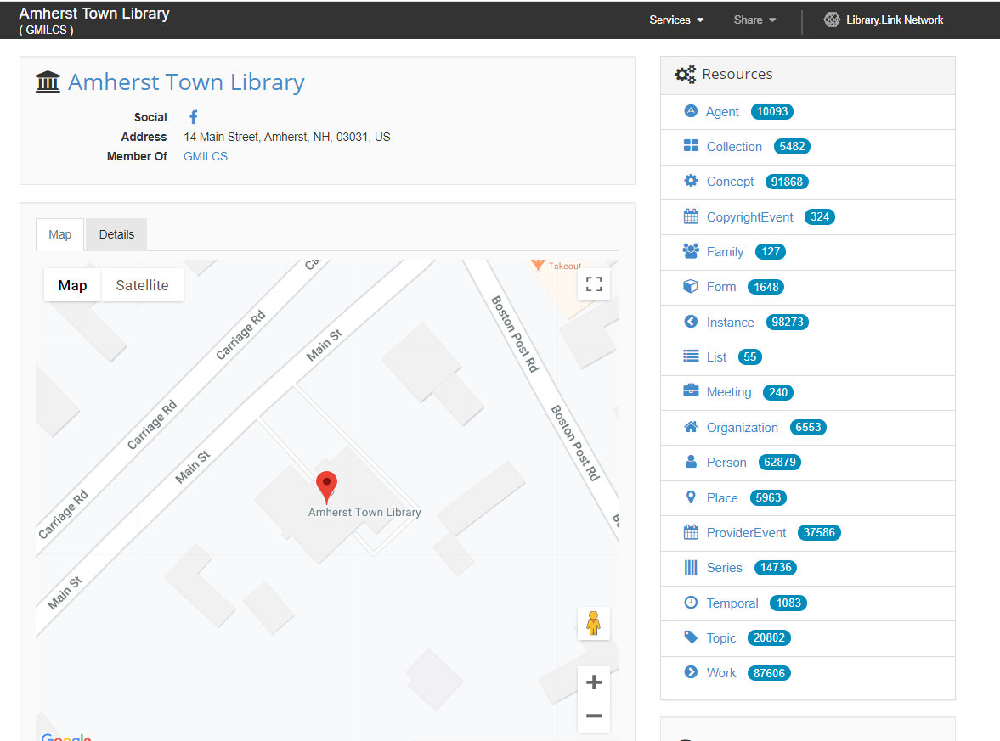 Amherst Town Library
( GMILCS )
Services
Share
Library.Link Network
Amherst Town Library
Social
Address 14 Main Street, Amherst, NH, 03031, US
Member Of GMILCS
Map
Details
Map
Satellite
Takeout
Carriage Rd
Main St
Boston Post Rd
Carriage Rd
Boston Post Rd
Main St
Amherst Town Library
Carriage Rd
Main St
Google
Resources
Agent 10093
Collection 5482
Concept 91868
CopyrightEvent 324
Family 127
Form 1648
Instance 98273
List 55
Meeting 240
Organization 6553
Person 62879
Place 5963
ProviderEvent 37586
Series 14736
Temporal 1083
Topic 20802
Work 87606